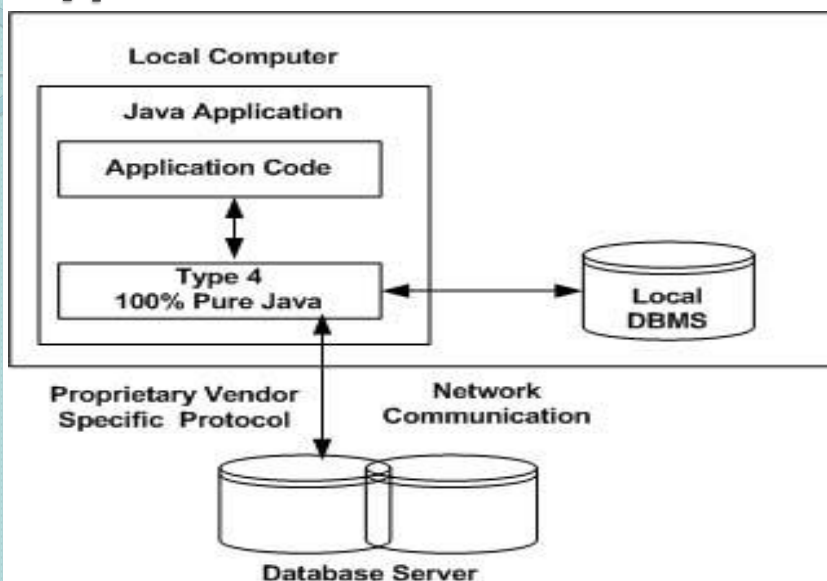 Local Computer
Java Application
Application Code
Type 4
100% Pure Java
Local
DBMS
Proprietary Vendor
Specific Protocol
Network
Communication
Database Server